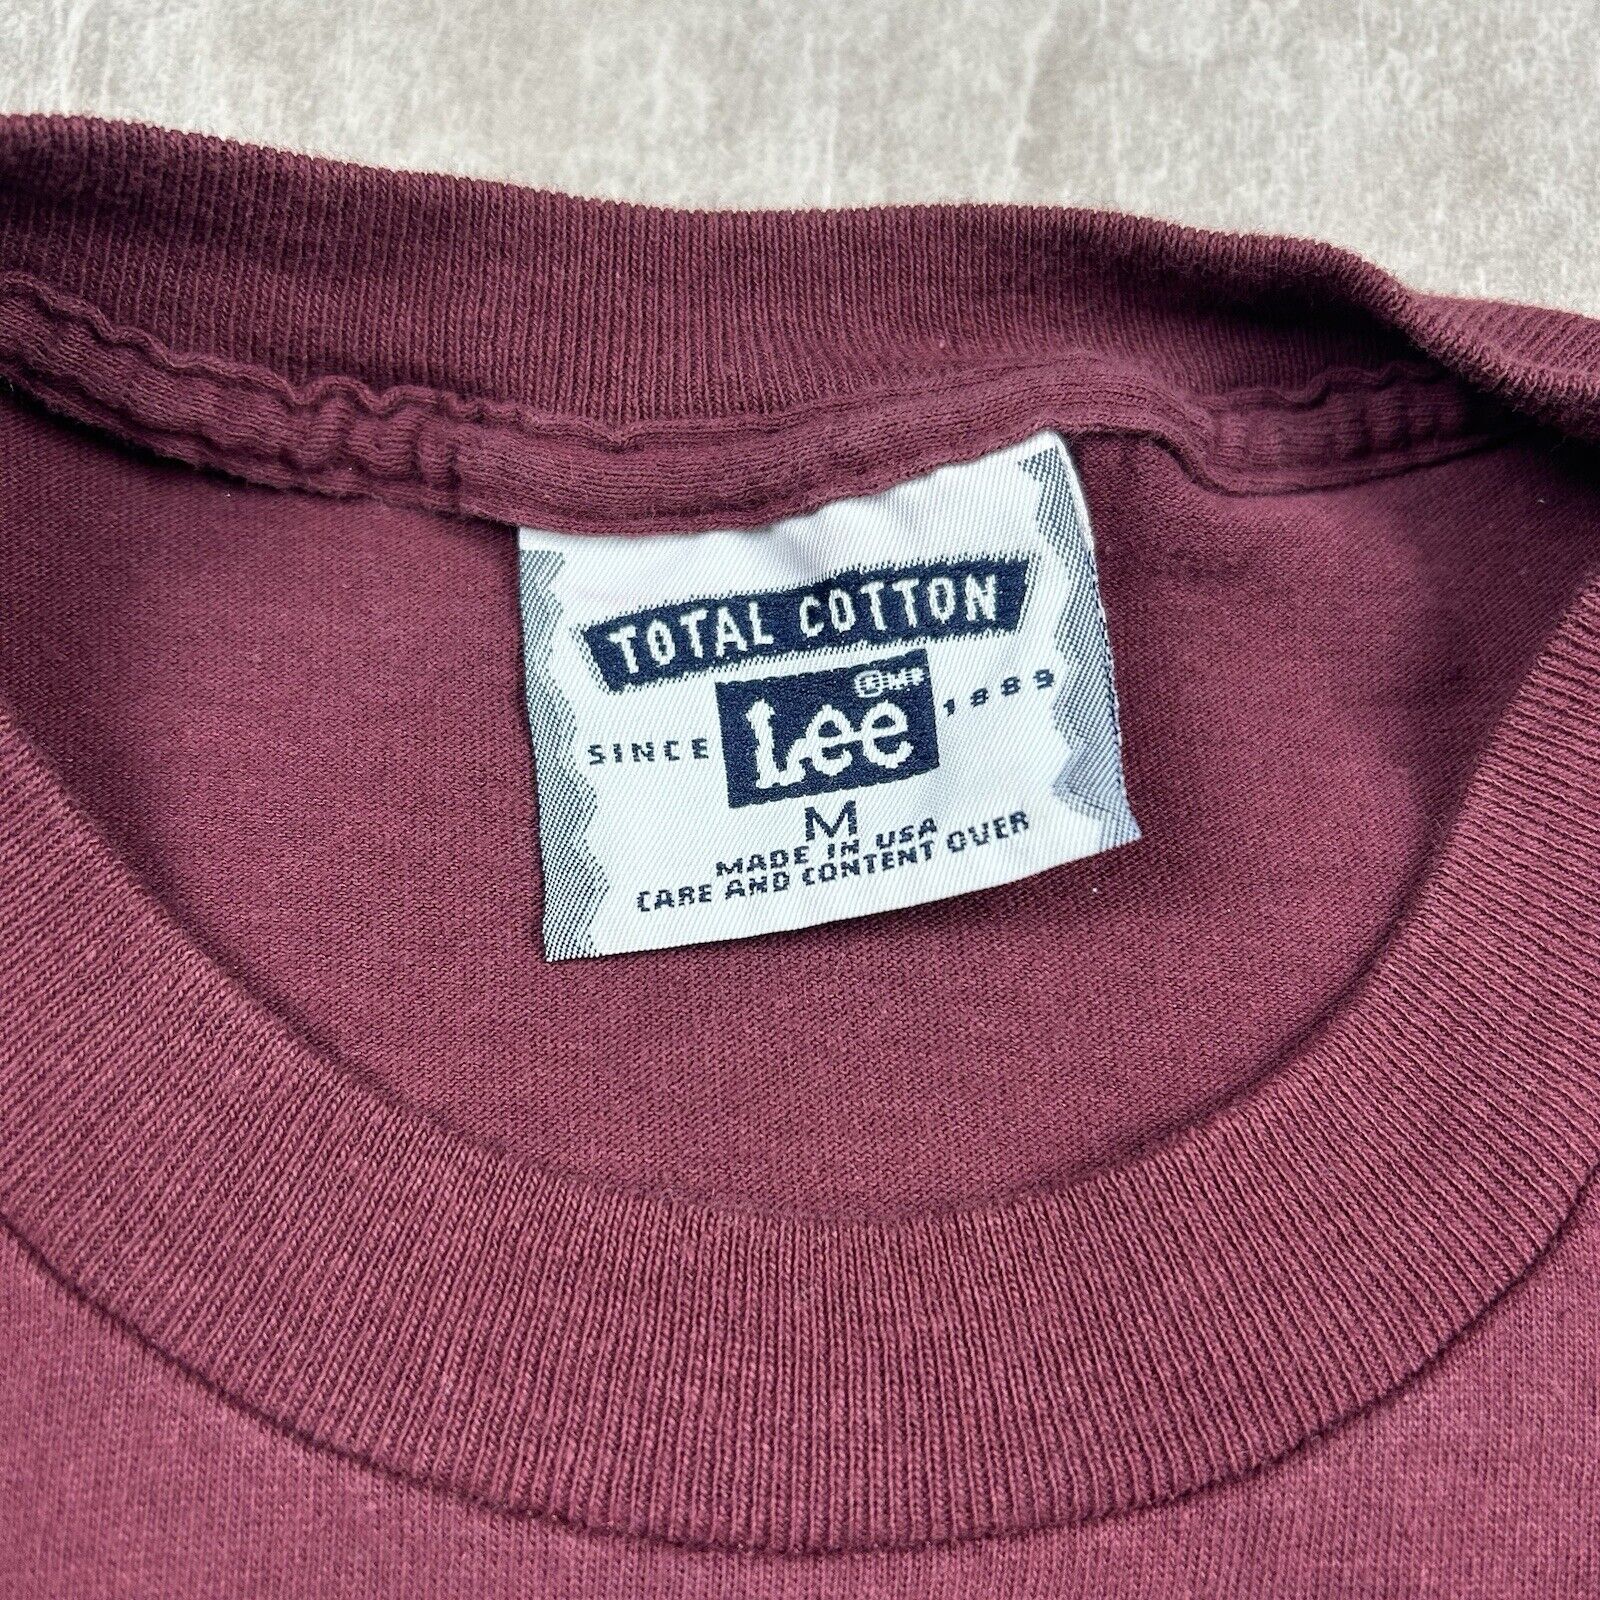 TOTAL COTTON
SINCE Lee 1889
M
MADE IN USA
CARE AND CONTENT OVER